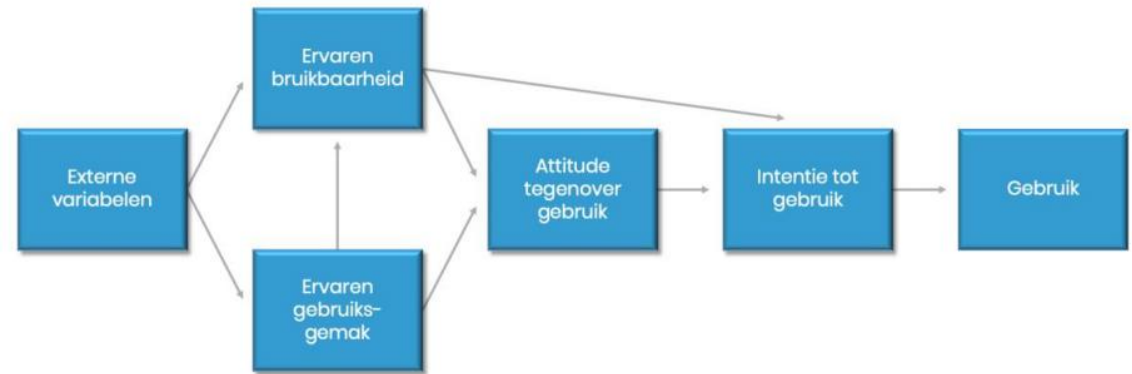 Ervaren
bruikbaarheid
Externe
variabelen
Attitude
tegenover
gebruik
Intentie tot
gebruik
Gebruik
Ervaren
gebruiks-
gemak